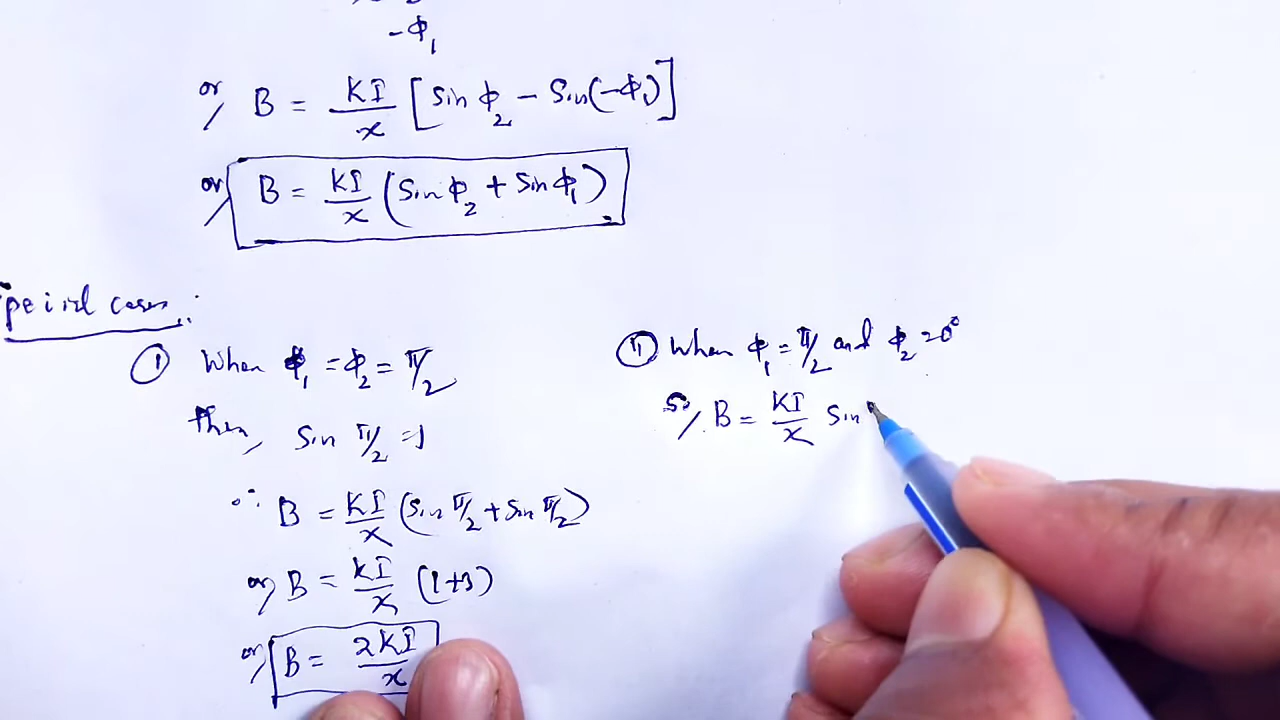 -ϕ₁
or/ B = KI/x [Sin ϕ₂ - Sin(-ϕ₁)]
or/ B = KI/x (Sin ϕ₂ + Sin ϕ₁)
cases:
① When ϕ₁ = ϕ₂ = π/2
then, Sin π/2 = 1
∴ B = KI/x (Sin π/2 + Sin π/2)
or, B = KI/x (1+1)
or, B = 2KI/x
② When ϕ₁ = π/2 and ϕ₂ = 0°
So/ B = KI/x Sin